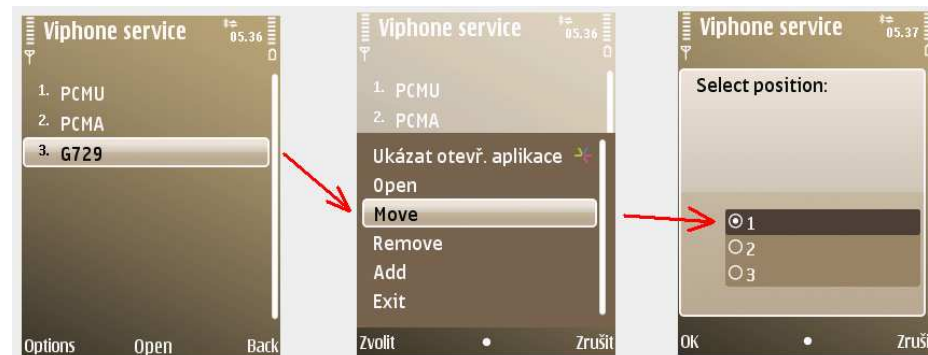 Viphone service 05.36
1. PCMU
2. PCMA
3. G729
Options Open Back
Viphone service 05.36
1. PCMU
2. PCMA
Ukázat otevř. aplikace
Open
Move
Remove
Add
Exit
Zvolit Zrušit
Viphone service 05.37
Select position:
1
2
3
OK Zruši